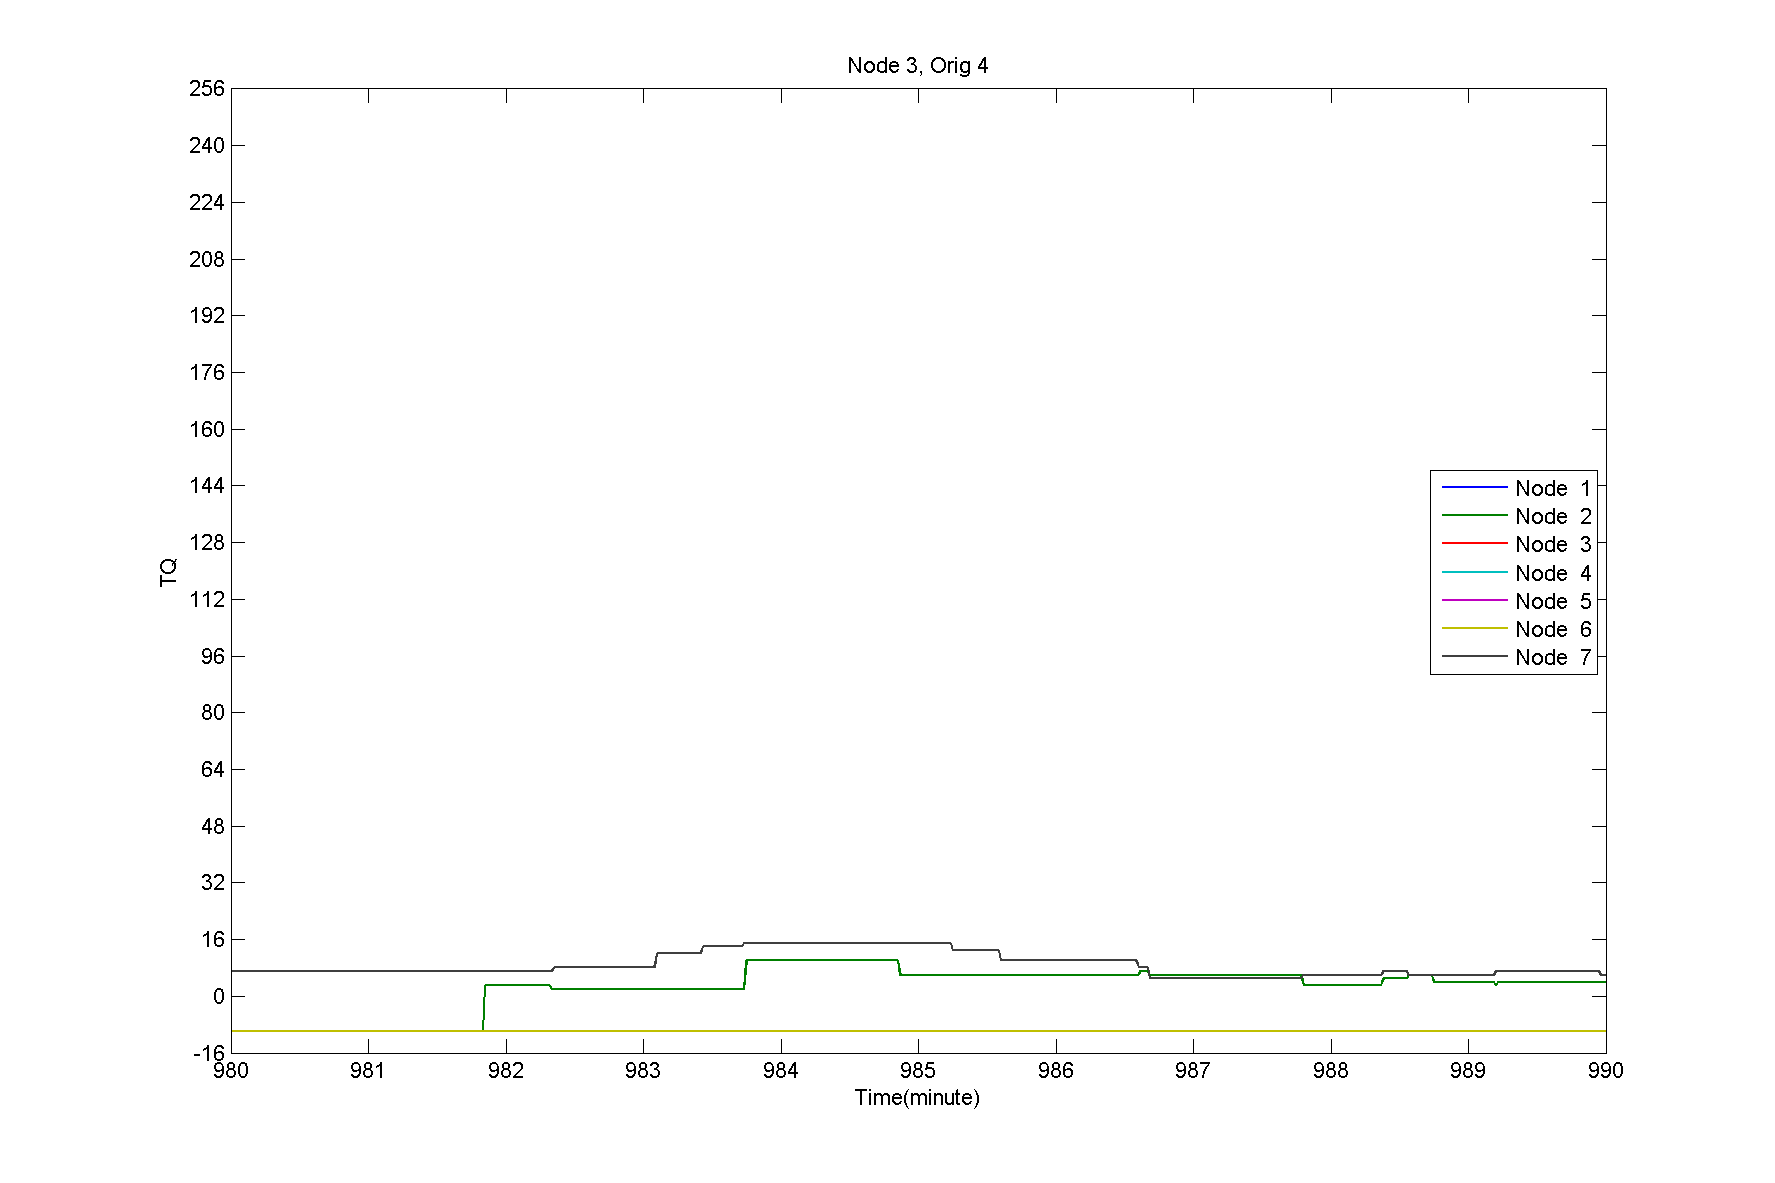 Node 3, Orig 4
256
240
224
208
192
176
160
144
128
112
96
80
64
48
32
16
0
-16
TQ
Node 1
Node 2
Node 3
Node 4
Node 5
Node 6
Node 7
980 981 982 983 984 985 986 987 988 989 990
Time(minute)